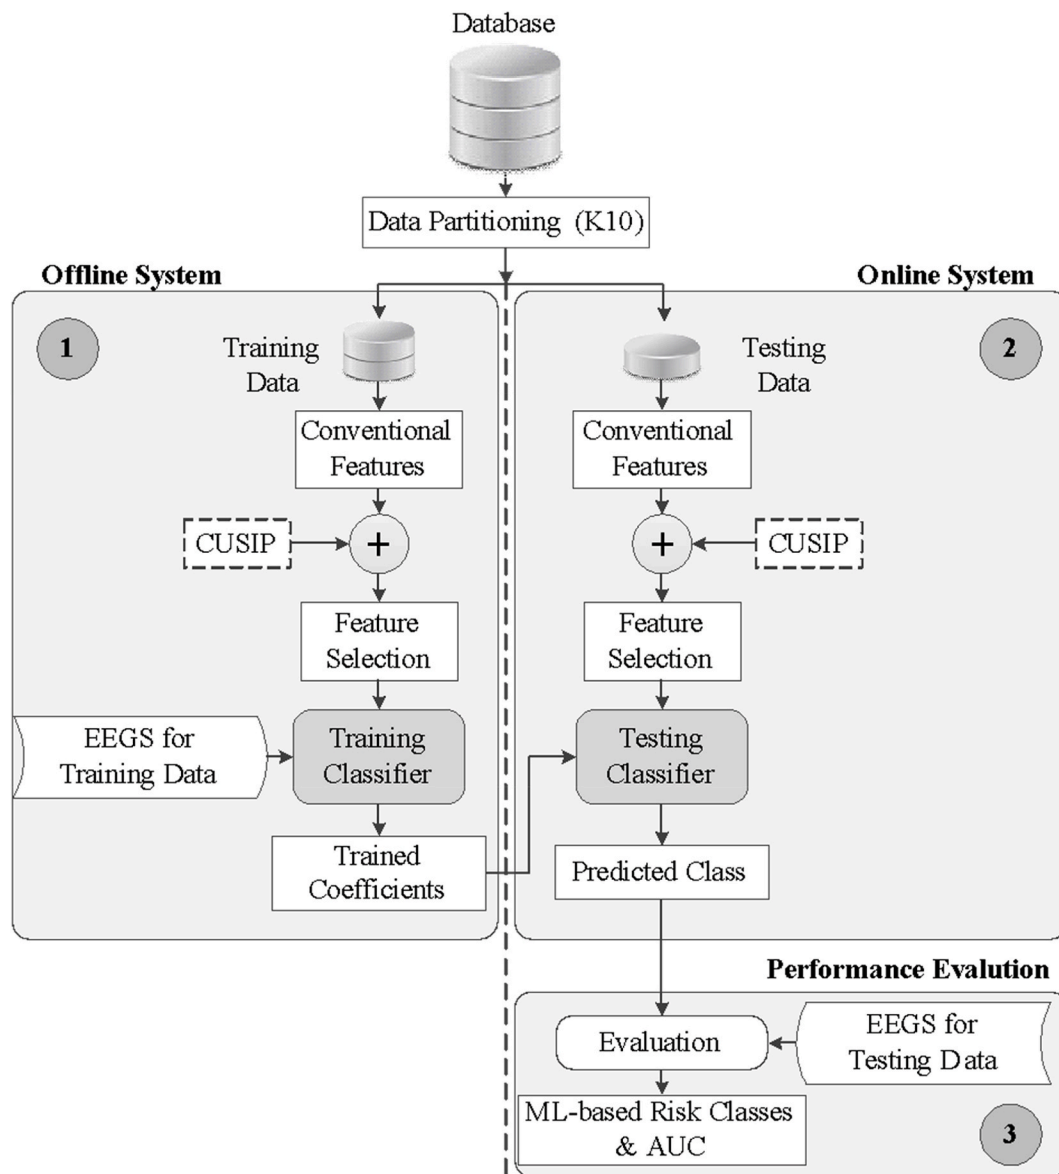 Database
Data Partitioning (K10)
Offline System
Online System
1
Training
Data
Testing
Data
2
Conventional
Features
Conventional
Features
CUSIP
+
+
CUSIP
Feature
Selection
Feature
Selection
EEGS for
Training Data
Training
Classifier
Testing
Classifier
Trained
Coefficients
Predicted Class
Performance Evalution
Evaluation
EEGS for
Testing Data
ML-based Risk Classes
& AUC
3